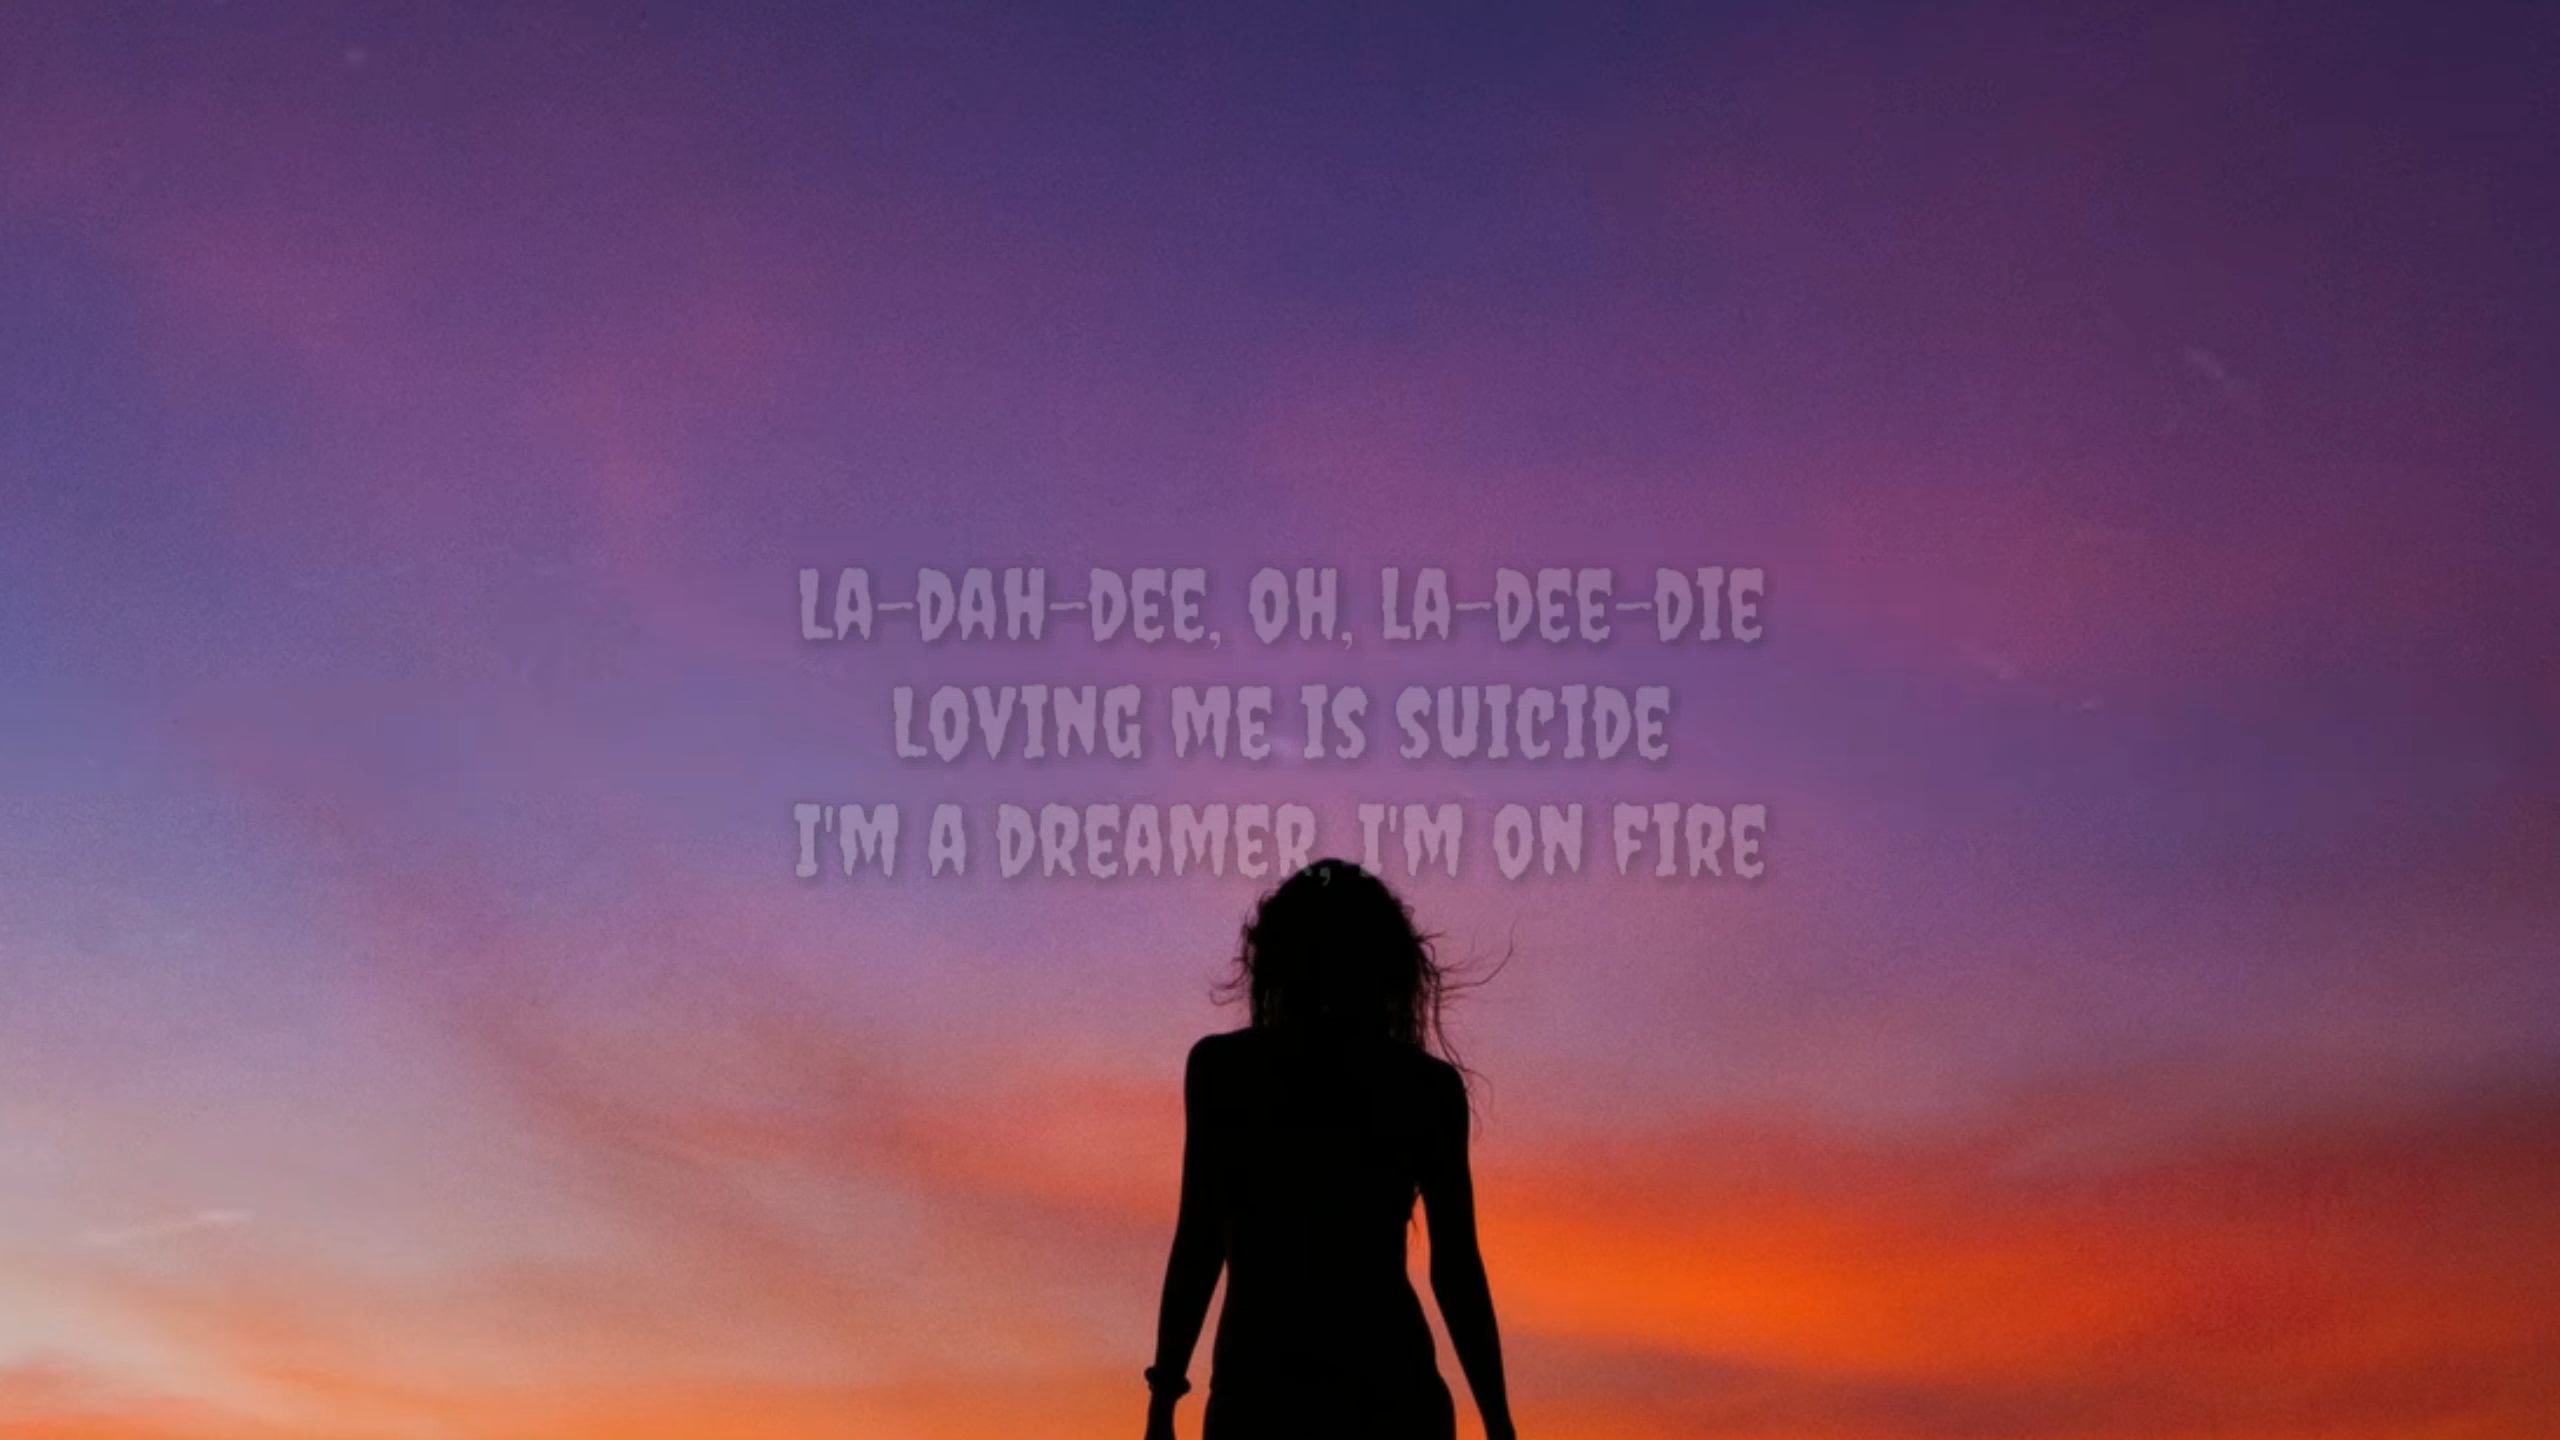 LA-DAH-DEE, OH, LA-DEE-DIE
LOVING ME IS SUICIDE
I'M A DREAMER, I'M ON FIRE